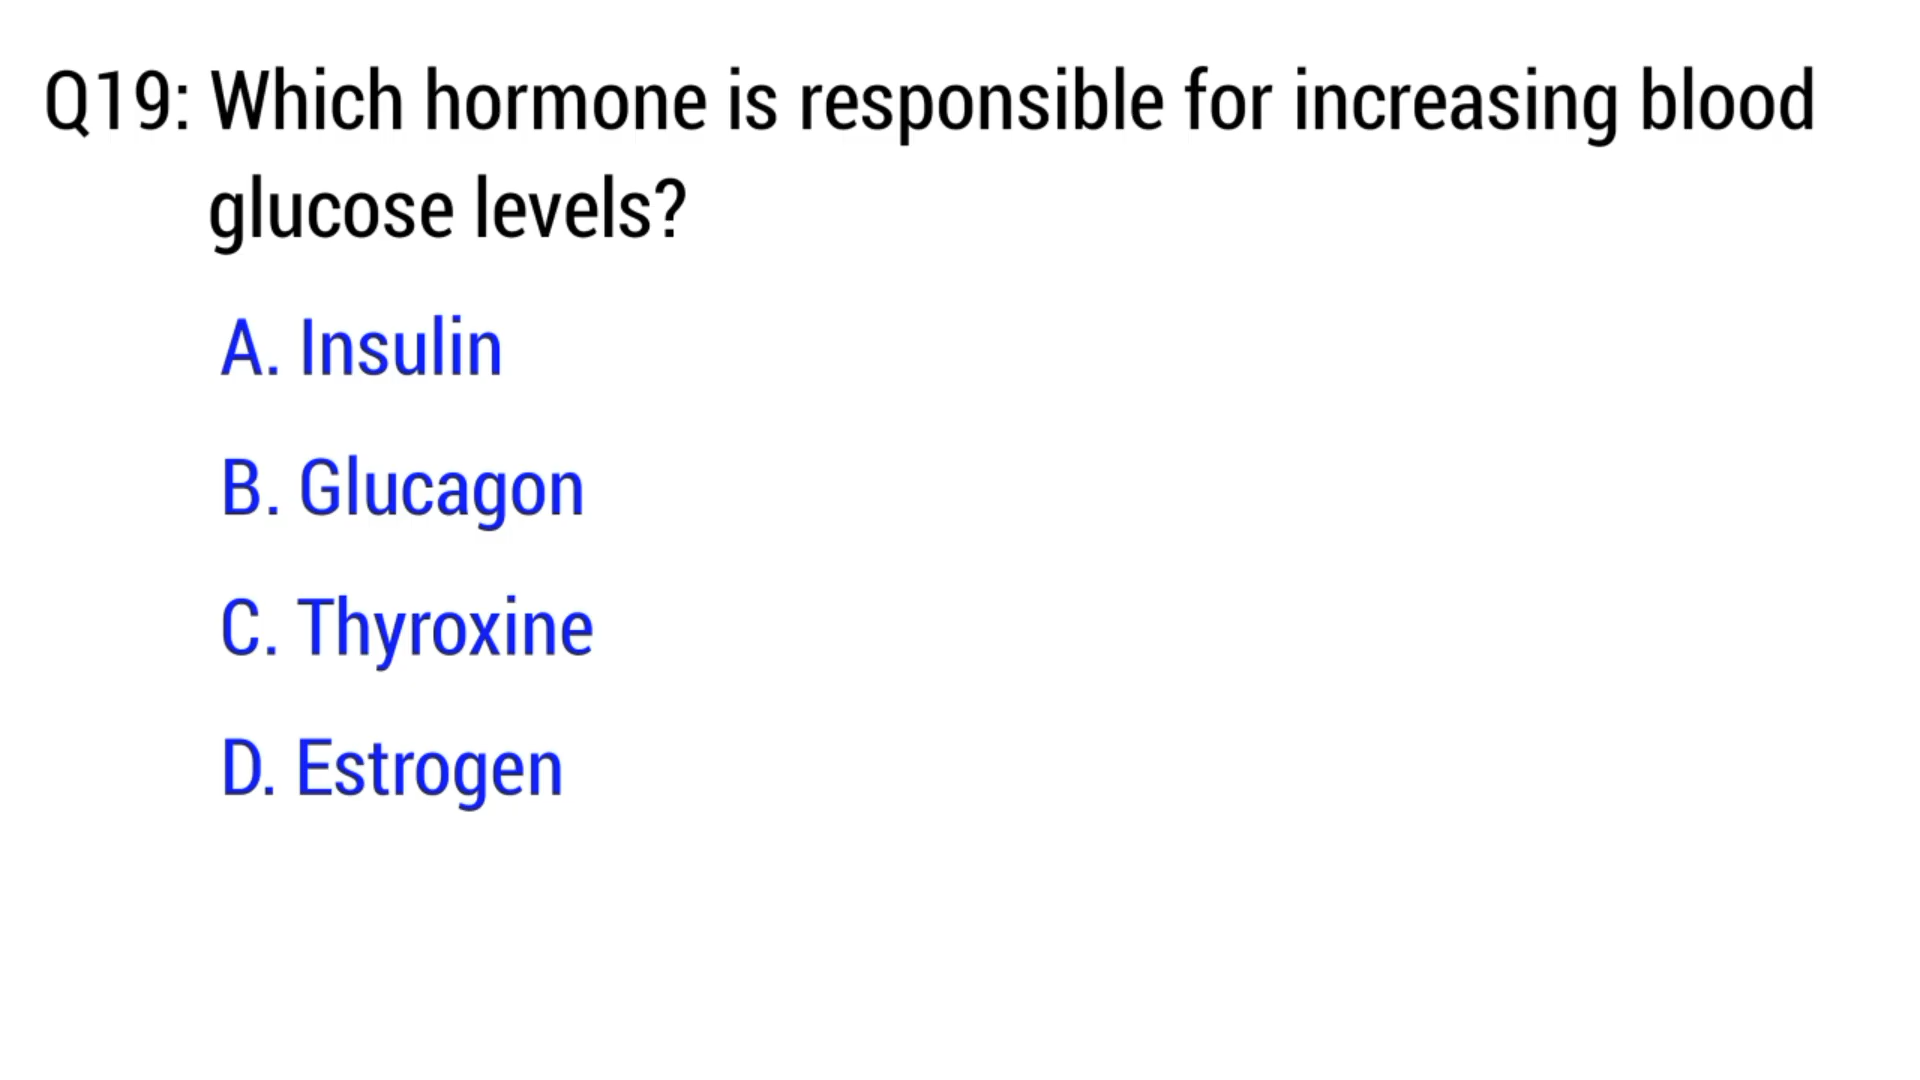 Q19: Which hormone is responsible for increasing blood
glucose levels?
A. Insulin
B. Glucagon
C. Thyroxine
D. Estrogen